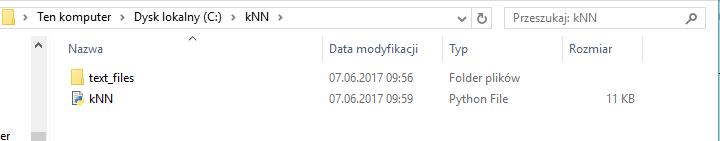 Ten komputer › Dysk lokalny (C:) › kNN › Przeszukaj: kNN
Nazwa Data modyfikacji Typ Rozmiar
text_files 07.06.2017 09:56 Folder plików
kNN 07.06.2017 09:59 Python File 11 KB
er